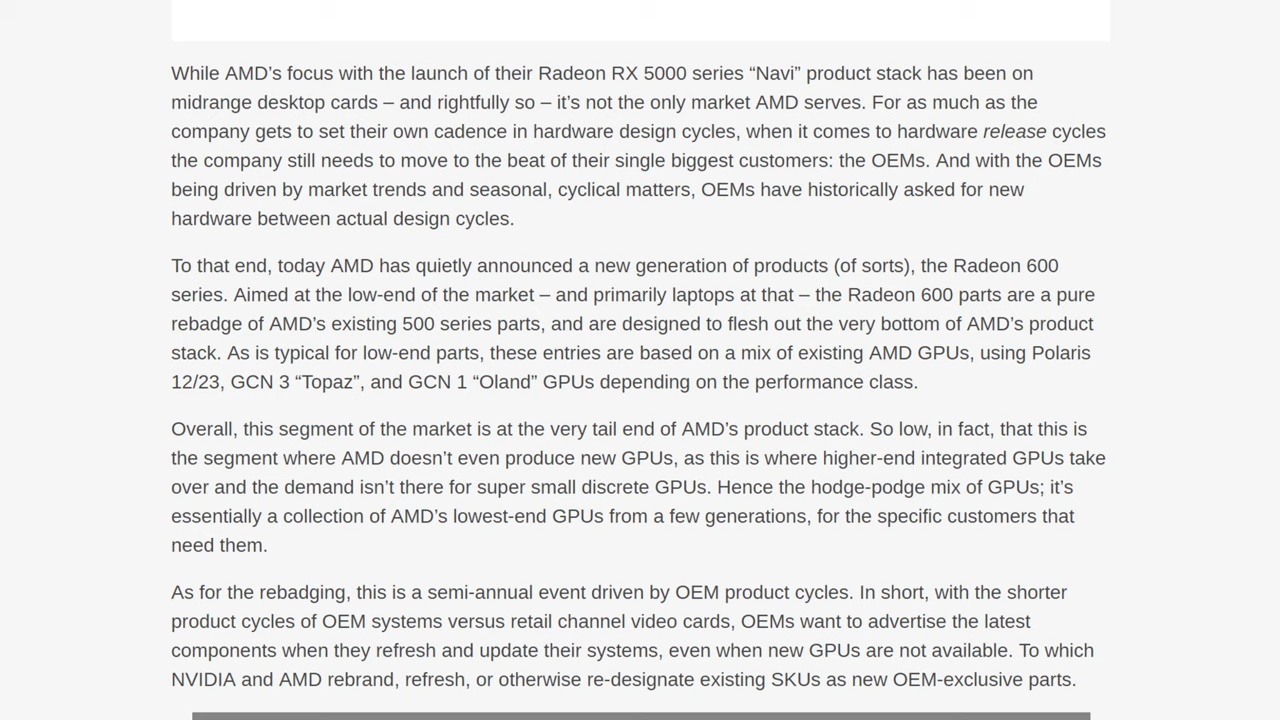 While AMD’s focus with the launch of their Radeon RX 5000 series “Navi” product stack has been on
midrange desktop cards – and rightfully so – it’s not the only market AMD serves. For as much as the
company gets to set their own cadence in hardware design cycles, when it comes to hardware release cycles
the company still needs to move to the beat of their single biggest customers: the OEMs. And with the OEMs
being driven by market trends and seasonal, cyclical matters, OEMs have historically asked for new
hardware between actual design cycles.
To that end, today AMD has quietly announced a new generation of products (of sorts), the Radeon 600
series. Aimed at the low-end of the market – and primarily laptops at that – the Radeon 600 parts are a pure
rebadge of AMD’s existing 500 series parts, and are designed to flesh out the very bottom of AMD’s product
stack. As is typical for low-end parts, these entries are based on a mix of existing AMD GPUs, using Polaris
12/23, GCN 3 “Topaz”, and GCN 1 “Oland” GPUs depending on the performance class.
Overall, this segment of the market is at the very tail end of AMD’s product stack. So low, in fact, that this is
the segment where AMD doesn’t even produce new GPUs, as this is where higher-end integrated GPUs take
over and the demand isn’t there for super small discrete GPUs. Hence the hodge-podge mix of GPUs; it’s
essentially a collection of AMD’s lowest-end GPUs from a few generations, for the specific customers that
need them.
As for the rebadging, this is a semi-annual event driven by OEM product cycles. In short, with the shorter
product cycles of OEM systems versus retail channel video cards, OEMs want to advertise the latest
components when they refresh and update their systems, even when new GPUs are not available. To which
NVIDIA and AMD rebrand, refresh, or otherwise re-designate existing SKUs as new OEM-exclusive parts.